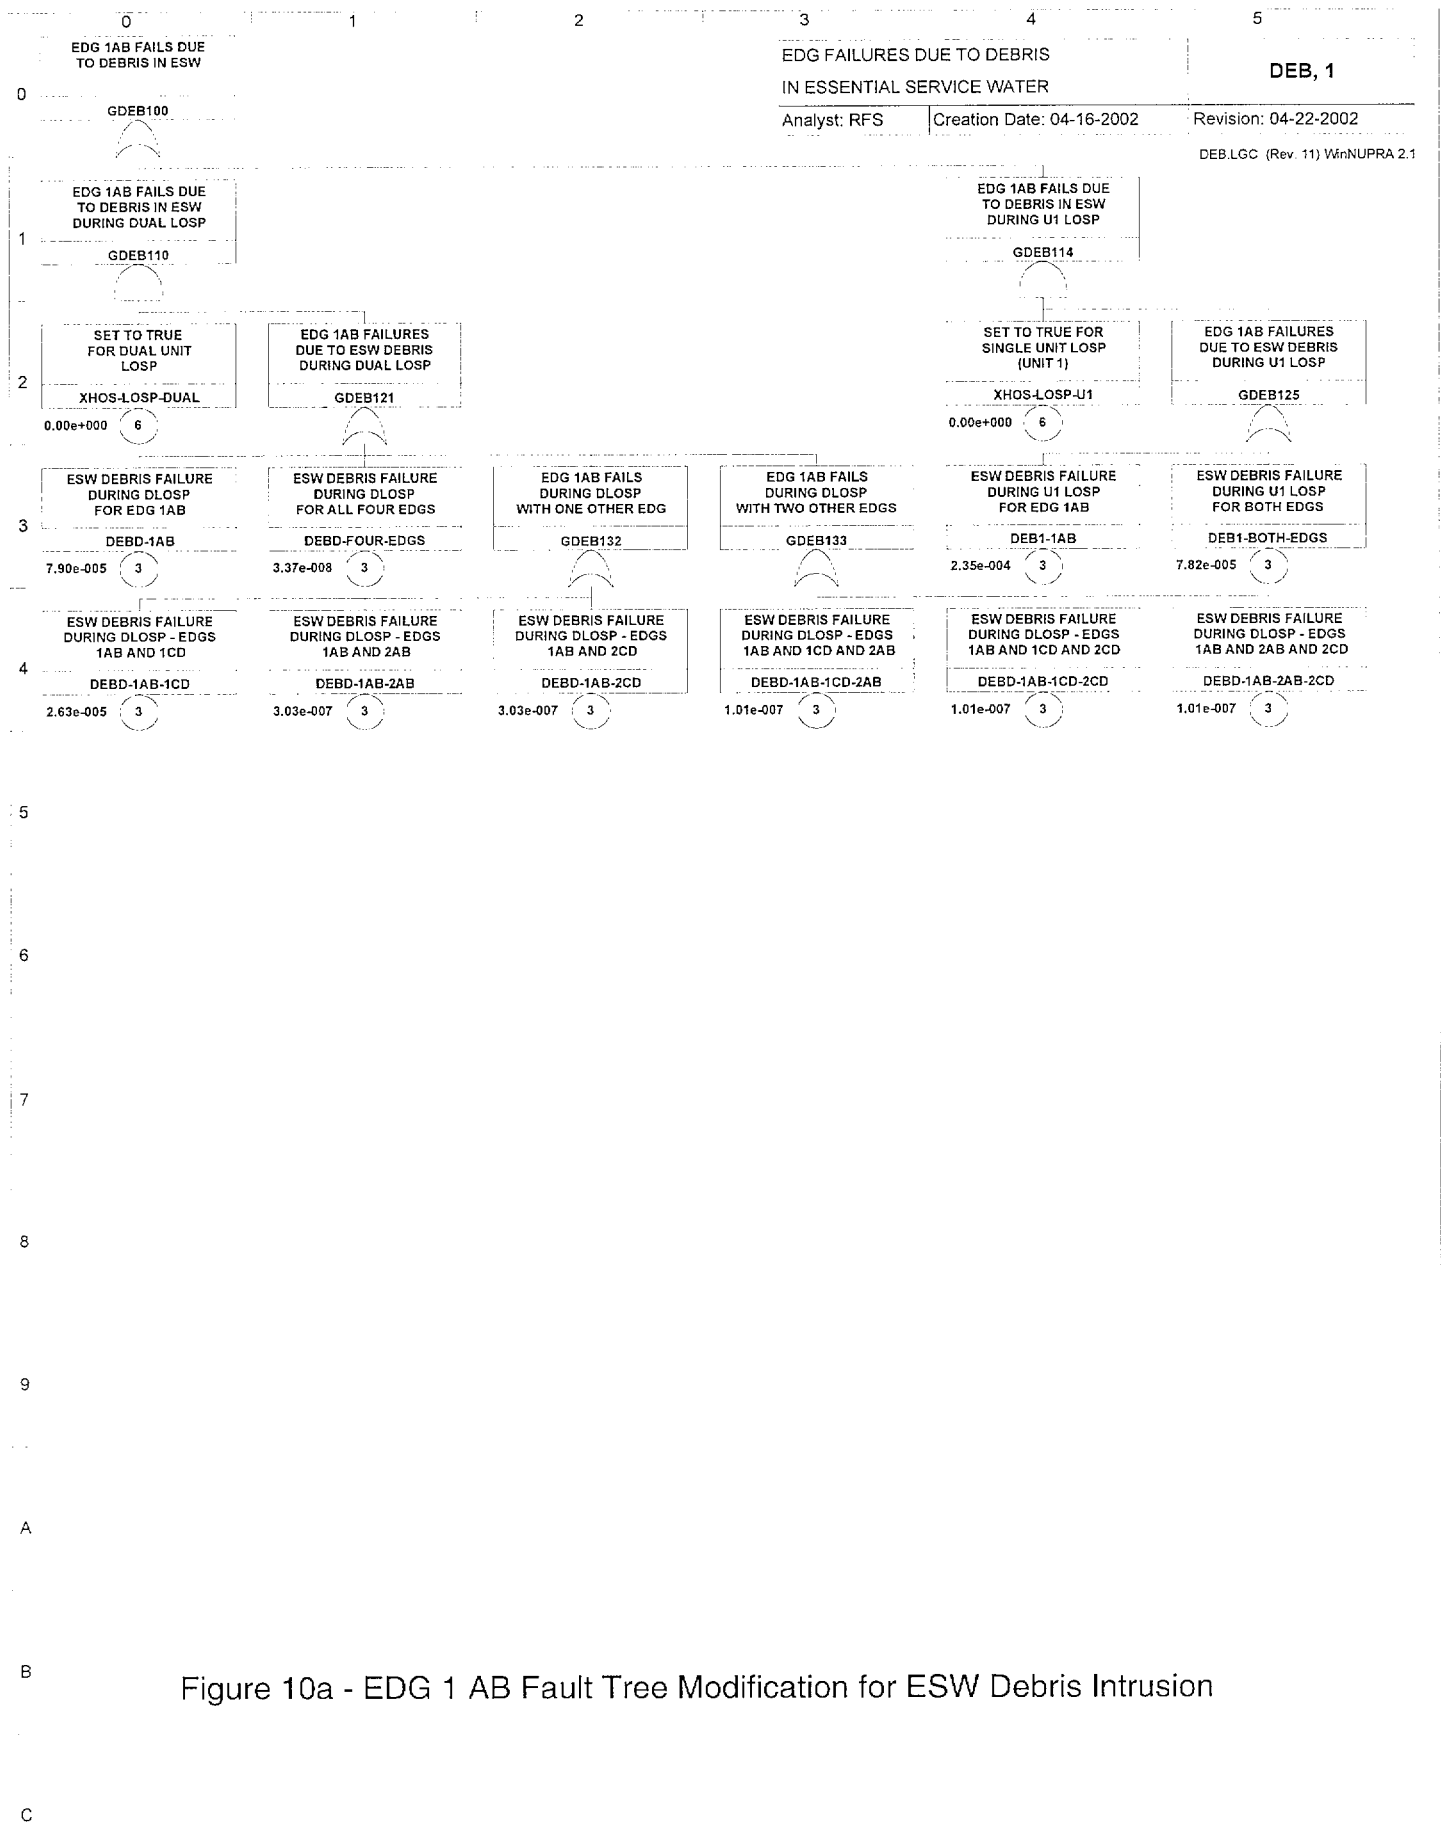 0 1 2 3 4 5
EDG 1AB FAILS DUE
TO DEBRIS IN ESW
GDEB100
EDG FAILURES DUE TO DEBRIS
IN ESSENTIAL SERVICE WATER
DEB, 1
Analyst: RFS
Creation Date: 04-16-2002
Revision: 04-22-2002
DEB.LGC (Rev. 11) WinNUPRA 2.1
0
EDG 1AB FAILS DUE
TO DEBRIS IN ESW
DURING DUAL LOSP
GDEB110
EDG 1AB FAILS DUE
TO DEBRIS IN ESW
DURING U1 LOSP
GDEB114
1
SET TO TRUE
FOR DUAL UNIT
LOSP
XHOS-LOSP-DUAL
0.00e+000 6
EDG 1AB FAILURES
DUE TO ESW DEBRIS
DURING DUAL LOSP
GDEB121
SET TO TRUE FOR
SINGLE UNIT LOSP
(UNIT 1)
XHOS-LOSP-U1
0.00e+000 6
EDG 1AB FAILURES
DUE TO ESW DEBRIS
DURING U1 LOSP
GDEB125
2
ESW DEBRIS FAILURE
DURING DLOSP
FOR EDG 1AB
DEBD-1AB
7.90e-005 3
ESW DEBRIS FAILURE
DURING DLOSP
FOR ALL FOUR EDGS
DEBD-FOUR-EDGS
3.37e-008 3
EDG 1AB FAILS
DURING DLOSP
WITH ONE OTHER EDG
GDEB132
EDG 1AB FAILS
DURING DLOSP
WITH TWO OTHER EDGS
GDEB133
ESW DEBRIS FAILURE
DURING U1 LOSP
FOR EDG 1AB
DEB1-1AB
2.35e-004 3
ESW DEBRIS FAILURE
DURING U1 LOSP
FOR BOTH EDGS
DEB1-BOTH-EDGS
7.82e-005 3
3
ESW DEBRIS FAILURE
DURING DLOSP - EDGS
1AB AND 1CD
DEBD-1AB-1CD
2.63e-005 3
ESW DEBRIS FAILURE
DURING DLOSP - EDGS
1AB AND 2AB
DEBD-1AB-2AB
3.03e-007 3
ESW DEBRIS FAILURE
DURING DLOSP - EDGS
1AB AND 2CD
DEBD-1AB-2CD
3.03e-007 3
ESW DEBRIS FAILURE
DURING DLOSP - EDGS
1AB AND 1CD AND 2AB
DEBD-1AB-1CD-2AB
1.01e-007 3
ESW DEBRIS FAILURE
DURING DLOSP - EDGS
1AB AND 1CD AND 2CD
DEBD-1AB-1CD-2CD
1.01e-007 3
ESW DEBRIS FAILURE
DURING DLOSP - EDGS
1AB AND 2AB AND 2CD
DEBD-1AB-2AB-2CD
1.01e-007 3
4
5
6
7
8
9
A
B
Figure 10a - EDG 1 AB Fault Tree Modification for ESW Debris Intrusion
C